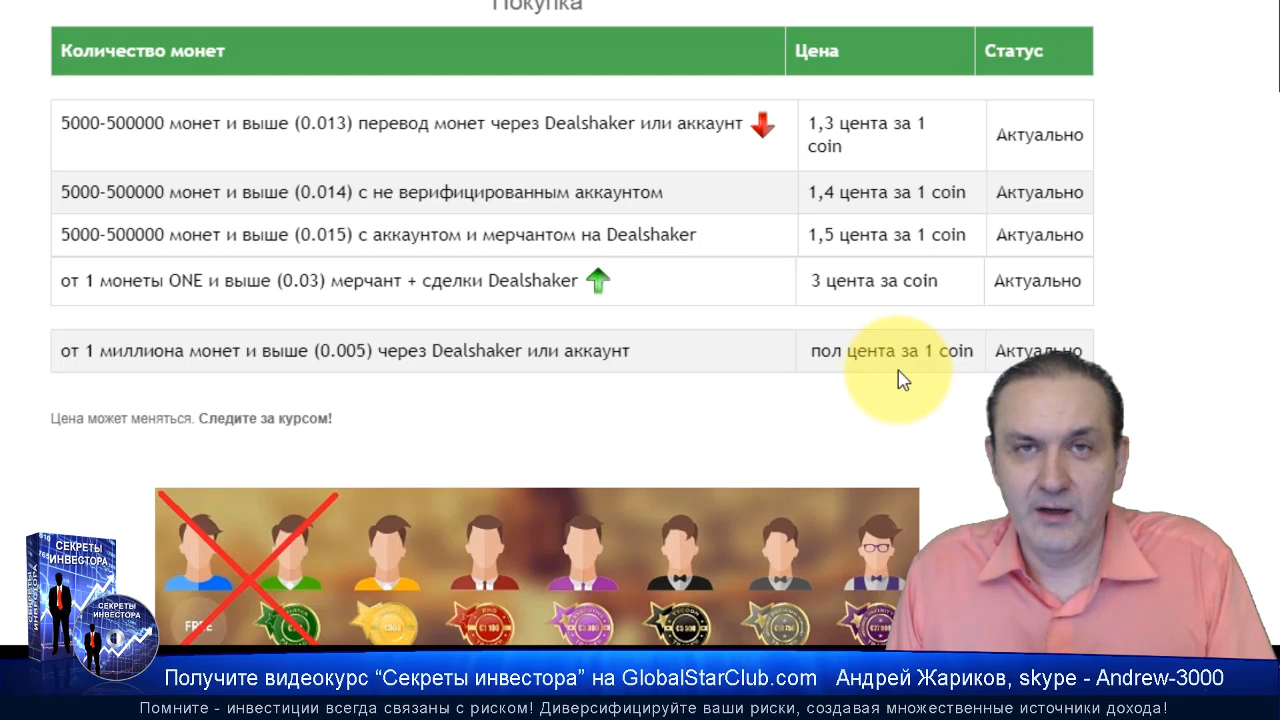 Покупка
Количество монет Цена Статус
5000-500000 монет и выше (0.013) перевод монет через Dealshaker или аккаунт 1,3 цента за 1
coin Актуально
5000-500000 монет и выше (0.014) с не верифицированным аккаунтом 1,4 цента за 1 coin Актуально
5000-500000 монет и выше (0.015) с аккаунтом и мерчантом на Dealshaker 1,5 цента за 1 coin Актуально
от 1 монеты ONE и выше (0.03) мерчант + сделки Dealshaker 3 цента за coin Актуально
от 1 миллиона монет и выше (0.005) через Dealshaker или аккаунт пол цента за 1 coin Актуально
Цена может меняться. Следите за курсом!
СЕКРЕТЫ
ИНВЕСТОРА
СЕКРЕТЫ
ИНВЕСТОРА
FREE
Получите видеокурс “Секреты инвестора” на GlobalStarClub.com Андрей Жариков, skype - Andrew-3000
Помните - инвестиции всегда связаны с риском! Диверсифицируйте ваши риски, создавая множественные источники дохода!